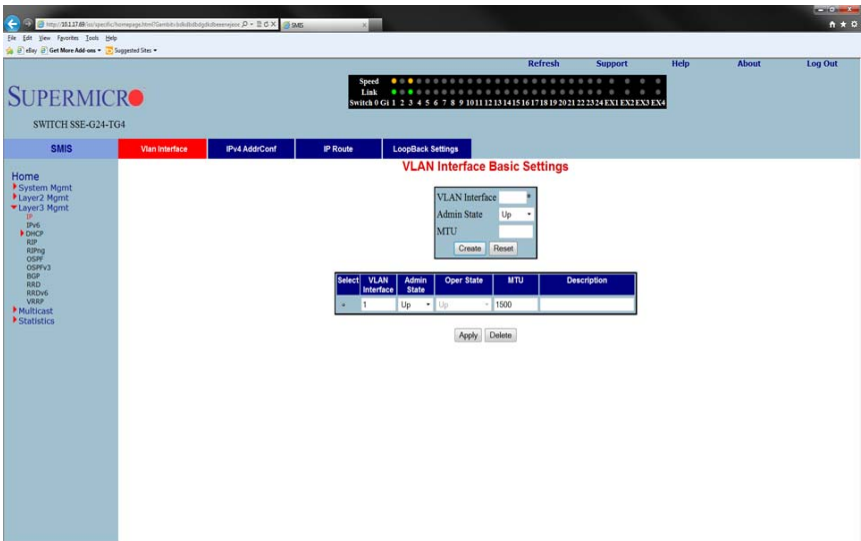 SMIS
File Edit View Favorites Tools Help
eBay Get More Add-ons Suggested Sites
Refresh Support Help About Log Out
SUPERMICRO
Speed
Link
Switch 0 Gi 1 2 3 4 5 6 7 8 9 10 11 12 13 14 15 16 17 18 19 20 21 22 23 24 EX1 EX2 EX3 EX4
SWITCH SSE-G24-TG4
SMIS
Vlan Interface IPv4 AddrConf IP Route LoopBack Settings
VLAN Interface Basic Settings
Home
System Mgmt
Layer2 Mgmt
Layer3 Mgmt
IP
IPv6
DHCP
RIP
RIPng
OSPF
OSPFv3
BGP
RRD
RRDv6
VRRP
Multicast
Statistics
VLAN Interface *
Admin State Up
MTU
Create Reset
Select VLAN Interface Admin State Oper State MTU Description
1 Up Up 1500
Apply Delete